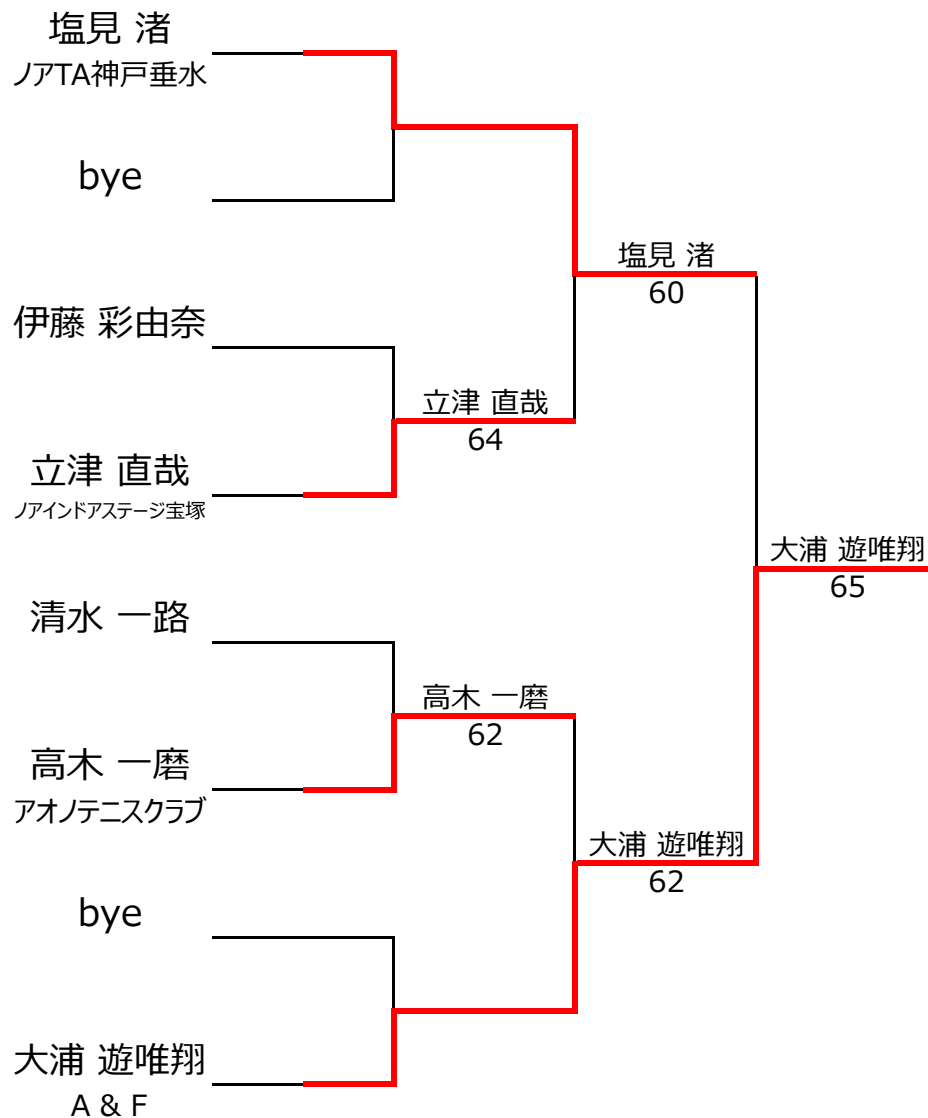 塩見 渚
ノアTA神戸垂水
bye
伊藤 彩由奈
立津 直哉
ノアインドアステージ宝塚
清水 一路
高木 一磨
アオノテニスクラブ
bye
大浦 遊唯翔
A & F
立津 直哉
64
高木 一磨
62
塩見 渚
60
大浦 遊唯翔
62
大浦 遊唯翔
65